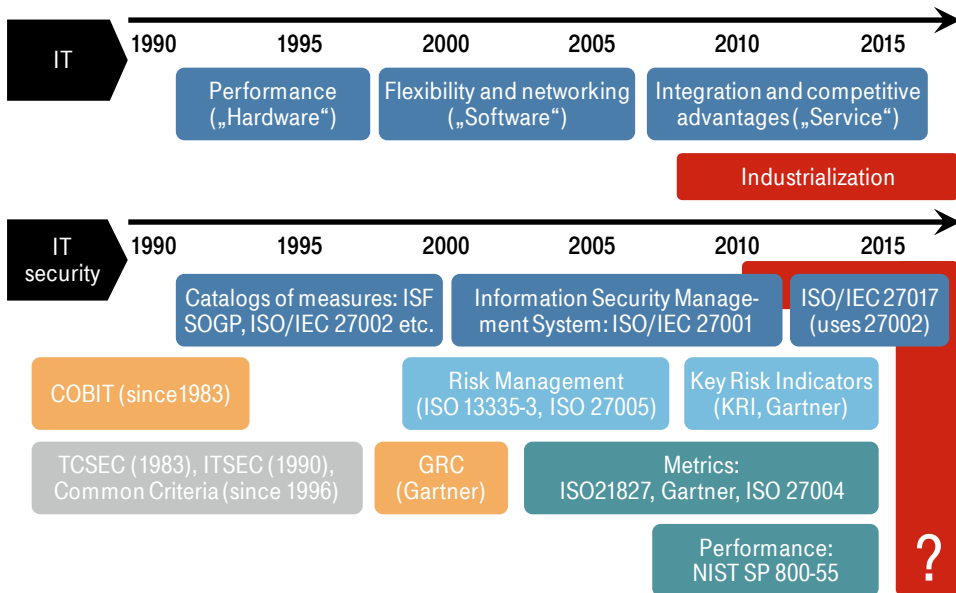 IT
1990 1995 2000 2005 2010 2015
Performance
(„Hardware“)
Flexibility and networking
(„Software“)
Integration and competitive
advantages („Service“)
Industrialization
IT
security
1990 1995 2000 2005 2010 2015
Catalogs of measures: ISF
SOGP, ISO/IEC 27002 etc.
Information Security Manage-
ment System: ISO/IEC 27001
ISO/IEC 27017
(uses 27002)
COBIT (since1983)
Risk Management
(ISO 13335-3, ISO 27005)
Key Risk Indicators
(KRI, Gartner)
TCSEC (1983), ITSEC (1990),
Common Criteria (since 1996)
GRC
(Gartner)
Metrics:
ISO21827, Gartner, ISO 27004
Performance:
NIST SP 800-55
?